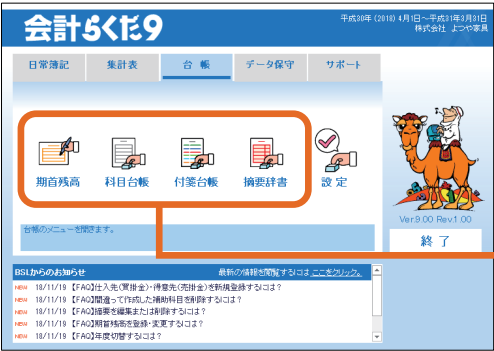 会計らくだ9
平成30年(2018)4月1日～平成31年3月31日
株式会社 よつや家具
日常簿記 集計表 台 帳 データ保守 サポート
期首残高 科目台帳 付箋台帳 摘要辞書 設 定
台帳のメニューを開きます。
Ver.9.00 Rev.1.00
終 了
BSLからのお知らせ 最新の情報を閲覧するには ここをクリック。
NEW 18/11/19 【FAQ】仕入先(買掛金)・得意先(売掛金)を新規登録するには？
NEW 18/11/19 【FAQ】間違って作成した補助科目を削除するには？
NEW 18/11/19 【FAQ】摘要を編集または削除するには？
NEW 18/11/19 【FAQ】期首残高を登録・変更するには？
NEW 18/11/19 【FAQ】年度切替するには？